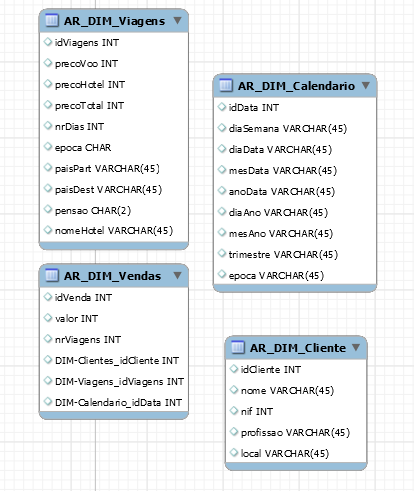 AR_DIM_Viagens
idViagens INT
precoVoo INT
precoHotel INT
precoTotal INT
nrDias INT
epoca CHAR
paisPart VARCHAR(45)
paisDest VARCHAR(45)
pensao CHAR(2)
nomeHotel VARCHAR(45)
AR_DIM_Calendario
idData INT
diaSemana VARCHAR(45)
diaData VARCHAR(45)
mesData VARCHAR(45)
anoData VARCHAR(45)
diaAno VARCHAR(45)
mesAno VARCHAR(45)
trimestre VARCHAR(45)
epoca VARCHAR(45)
AR_DIM_Vendas
idVenda INT
valor INT
nrViagens INT
DIM-Clientes_idCliente INT
DIM-Viagens_idViagens INT
DIM-Calendario_idData INT
AR_DIM_Cliente
idCliente INT
nome VARCHAR(45)
nif INT
profissao VARCHAR(45)
local VARCHAR(45)